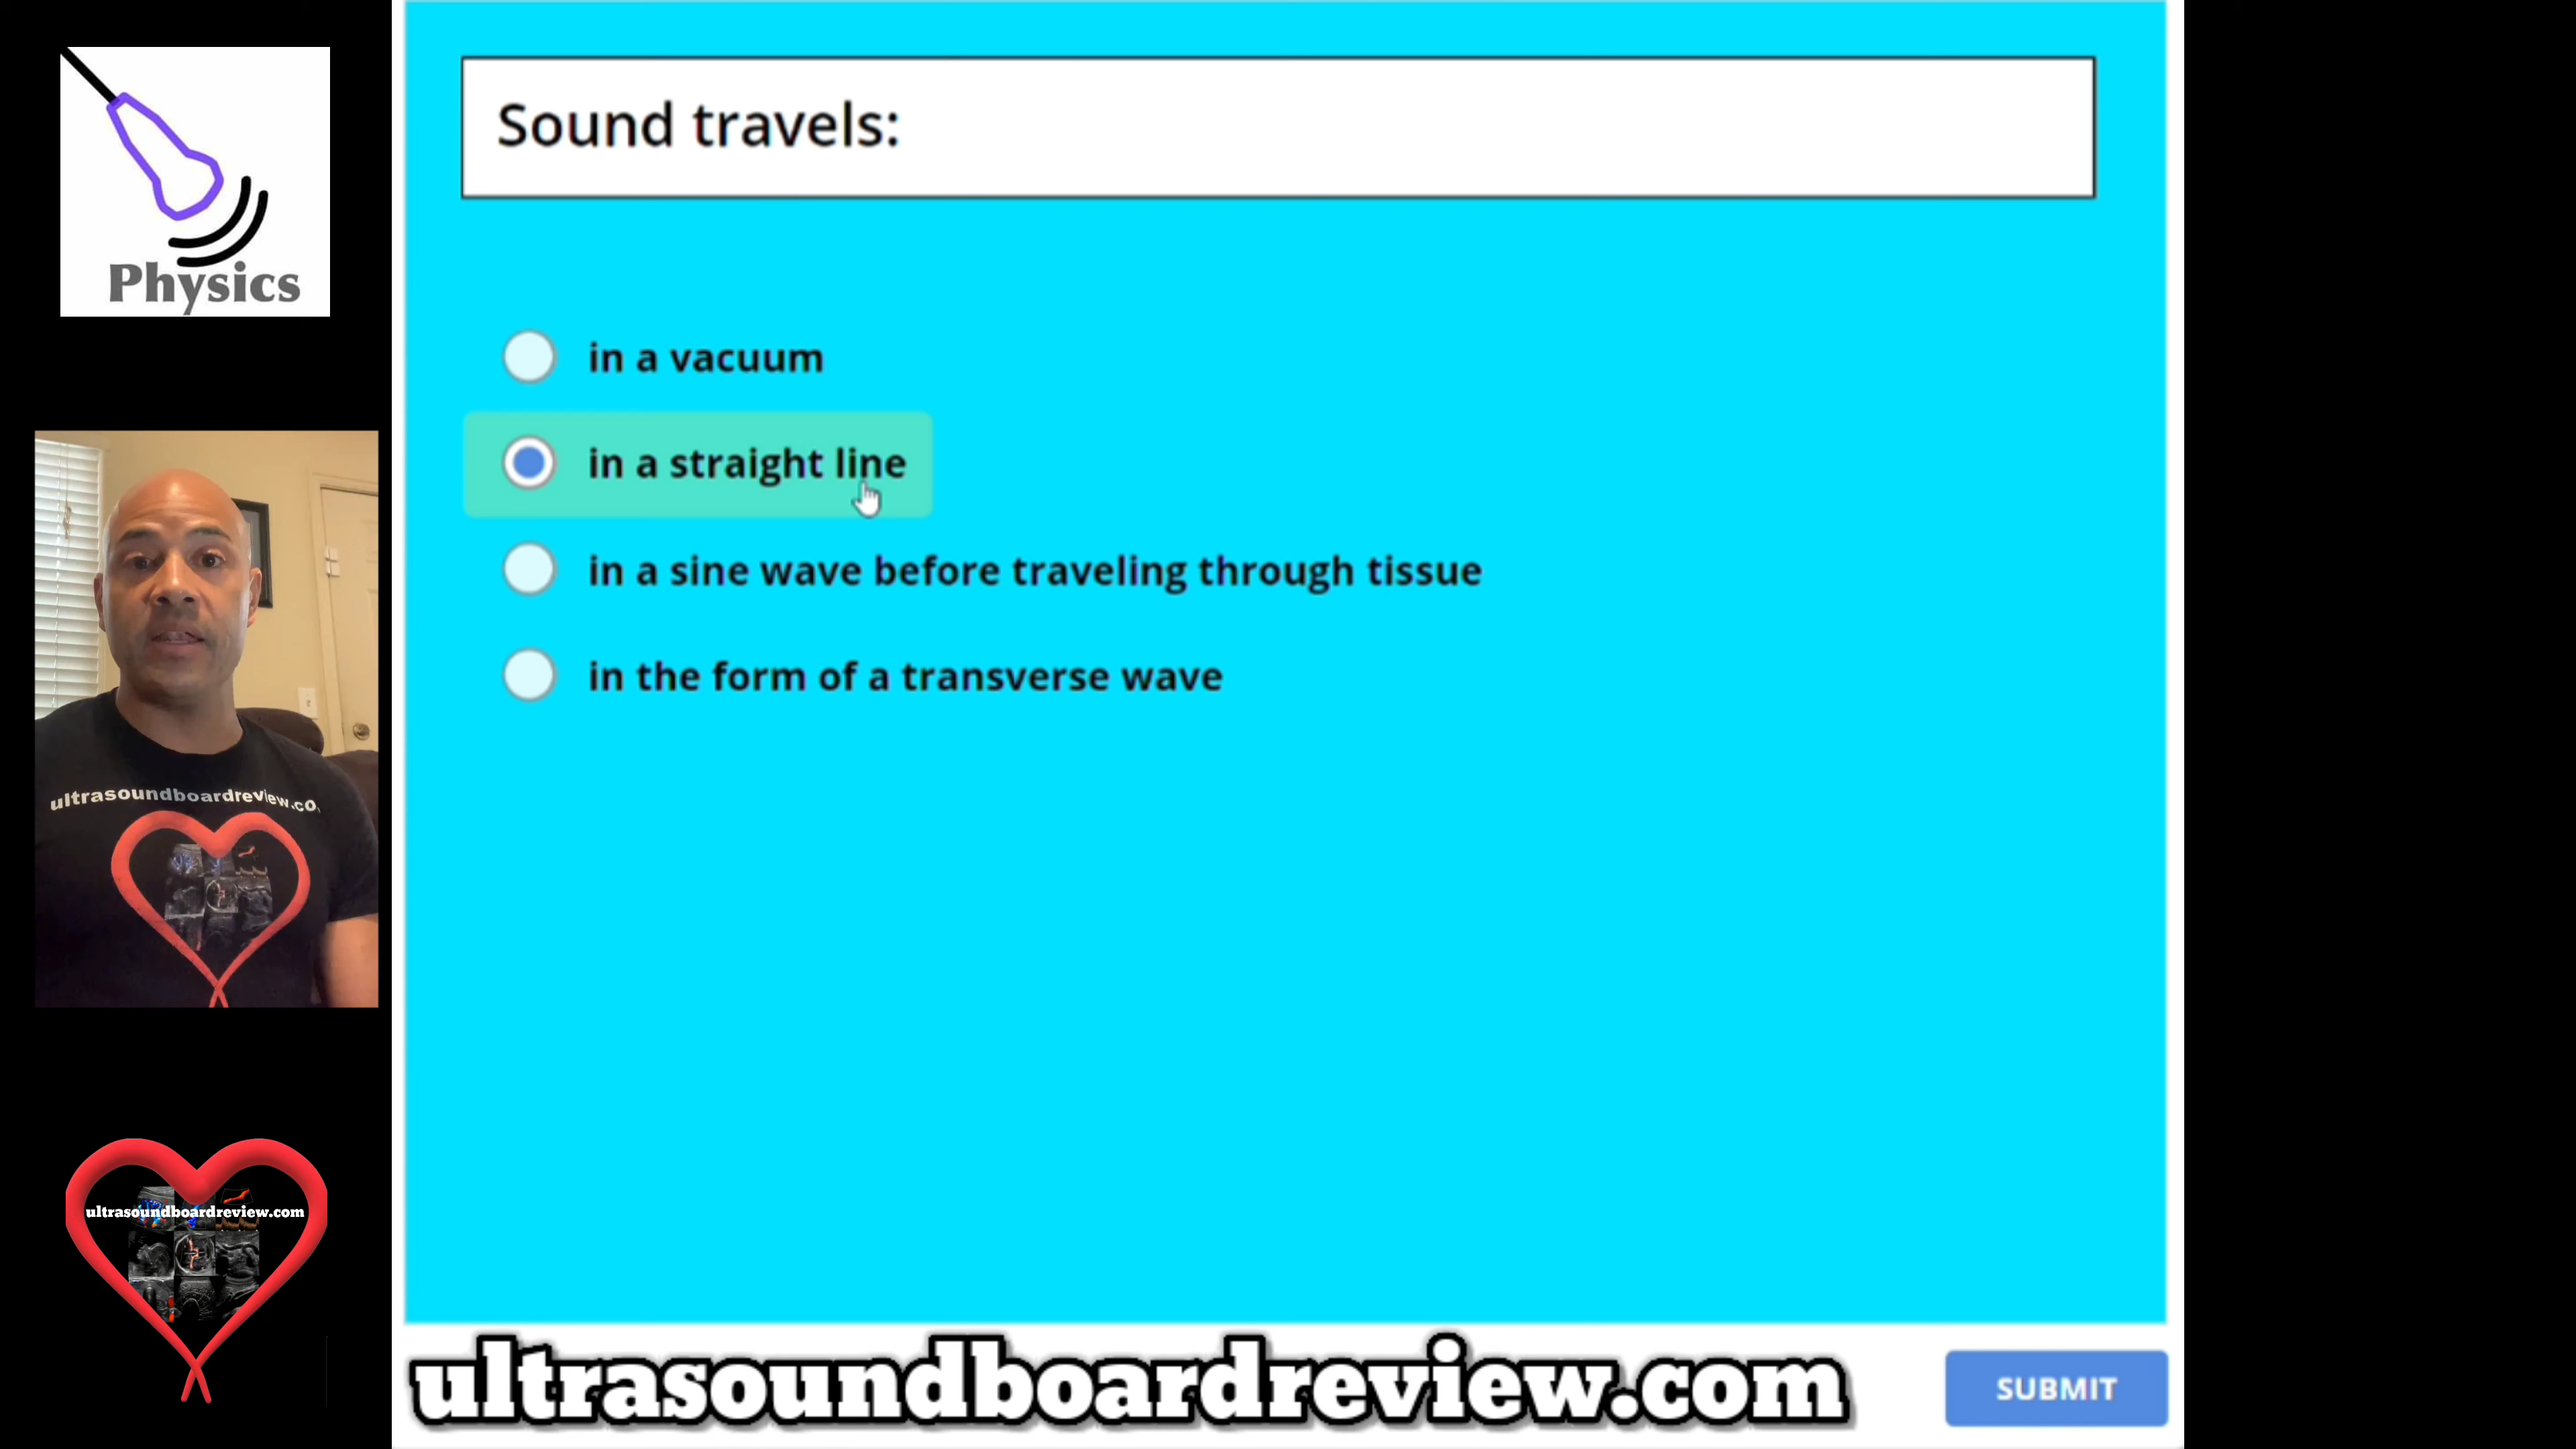 Physics
Sound travels:
in a vacuum
in a straight line
in a sine wave before traveling through tissue
in the form of a transverse wave
ultrasoundboardreview.co
ultrasoundboardreview.com
ultrasoundboardreview.com
SUBMIT